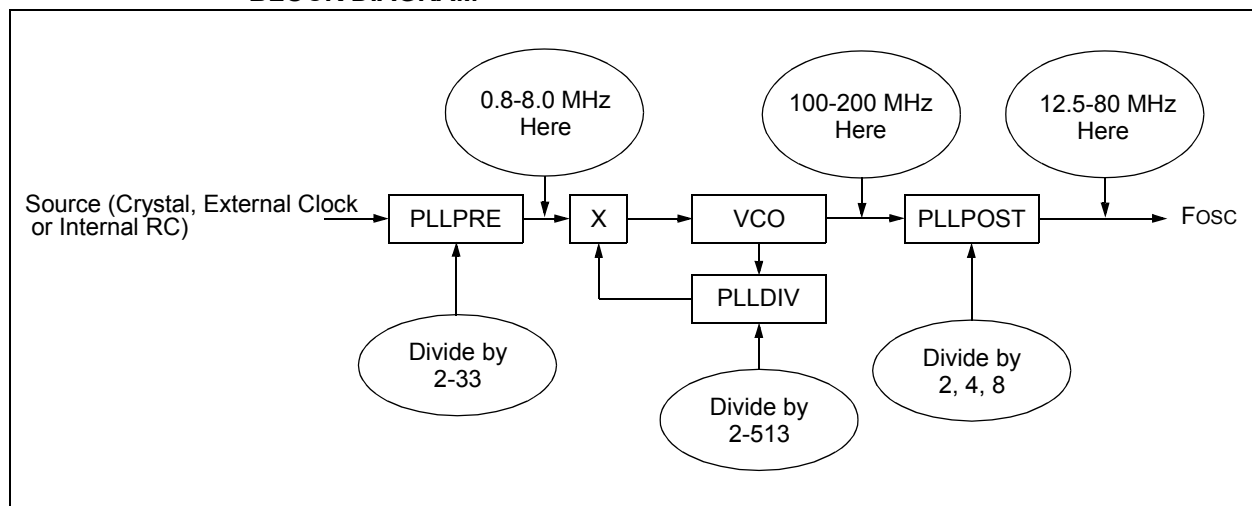 BLOCK DIAGRAM
0.8-8.0 MHz
Here
100-200 MHz
Here
12.5-80 MHz
Here
Source (Crystal, External Clock
or Internal RC)
PLLPRE
X
VCO
PLLPOST
FOSC
PLLDIV
Divide by
2-33
Divide by
2-513
Divide by
2, 4, 8